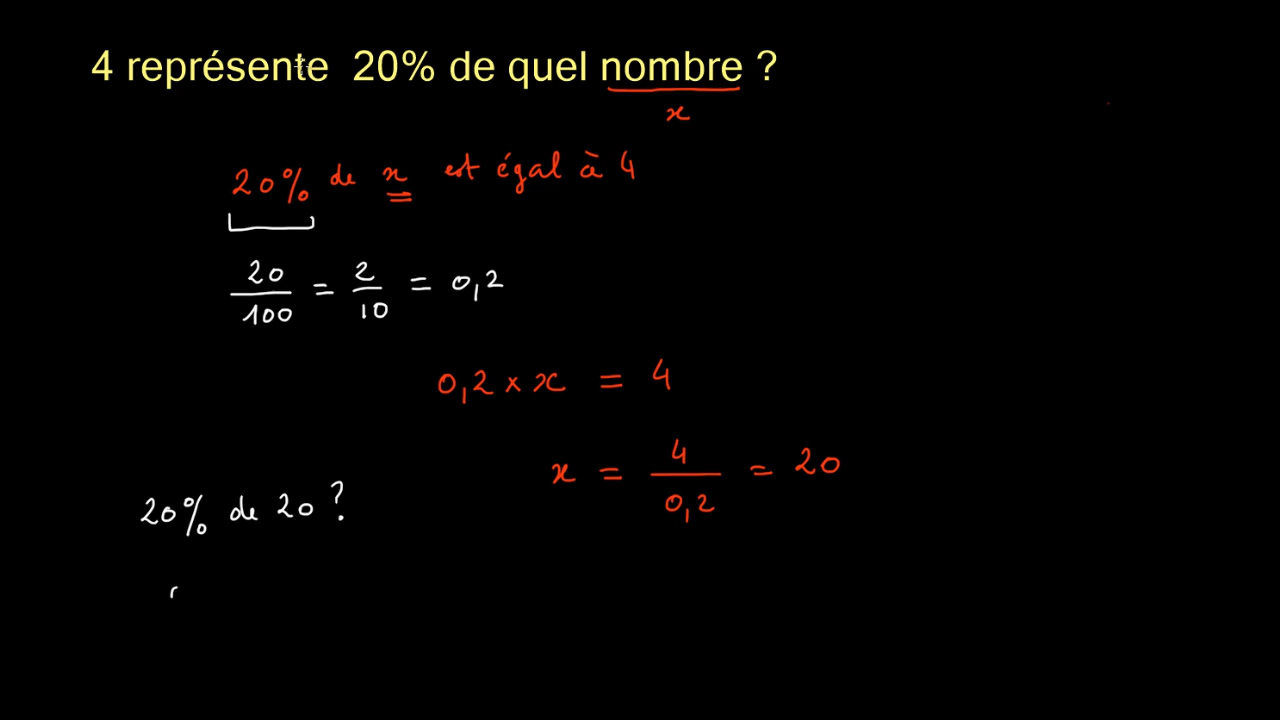 4 représente 20% de quel nombre ?
x
20% de x est égal à 4
20/100 = 2/10 = 0,2
0,2 × x = 4
x = 4/0,2 = 20
20% de 20 ?